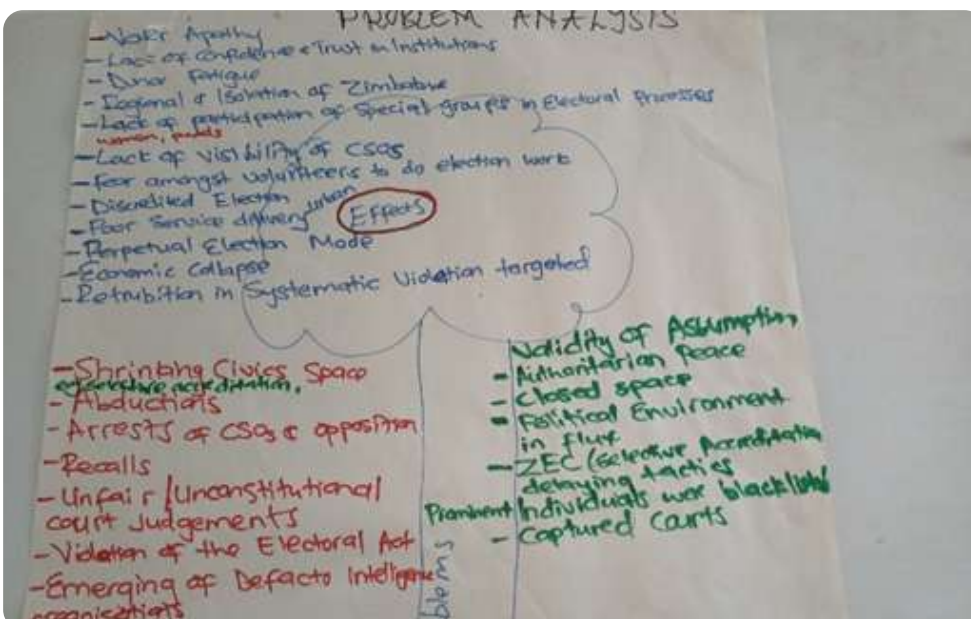 PROBLEM ANALYSIS
- Apathy
- Lack of confidence & Trust in Institutions
- Donor Fatigue
- & Isolation of Zimbabwe
- Lack of participation of Special groups in Electoral Processes
women, pwds
- Lack of visibility of CSOs
- Fear amongst volunteers to do election work
- Discredited Election
- Poor Service delivery urban
Effects
- Perpetual Election Mode
- Economic Collapse
- Retribution in Systematic Violation targeted
- Shrinking Civics Space
eg selective accreditation,
- Abductions
- Arrests of CSOs & opposition
- Recalls
- Unfair/Unconstitutional
court Judgements
- Violation of the Electoral Act
- Emerging of Defacto Intelligence
organisations
blems
Validity of Assumption
- Authoritarian Peace
- Closed space
- Political Environment
in flux
- ZEC (selective Accreditation
delaying tactics
Prominent Individuals were blacklisted
- Captured Courts